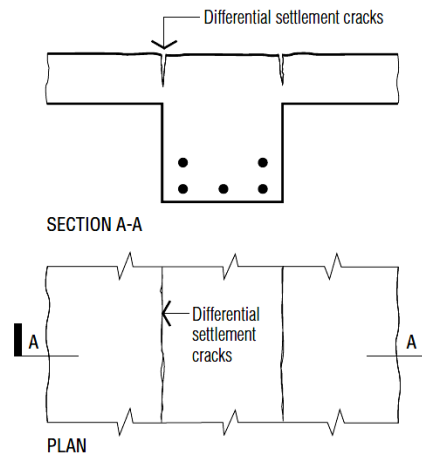 Differential settlement cracks
SECTION A-A
Differential
settlement
cracks
A
A
PLAN